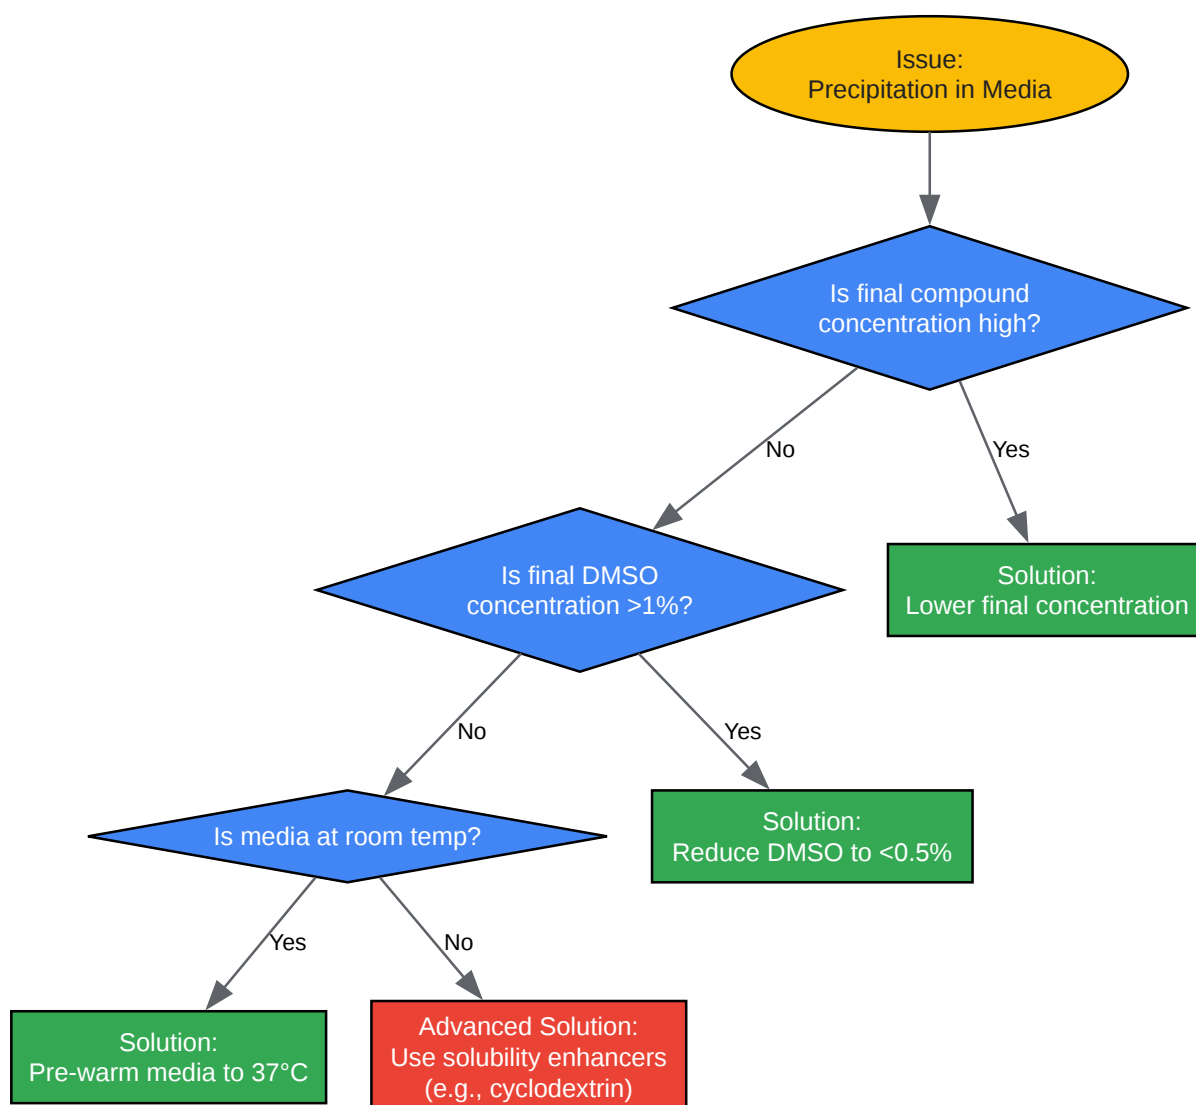 Issue:
Precipitation in Media
Is final compound
concentration high?
No
Yes
Is final DMSO
concentration >1%?
Solution:
Lower final concentration
No
Yes
Is media at room temp?
Solution:
Reduce DMSO to <0.5%
Yes
No
Solution:
Pre-warm media to 37°C
Advanced Solution:
Use solubility enhancers
(e.g., cyclodextrin)